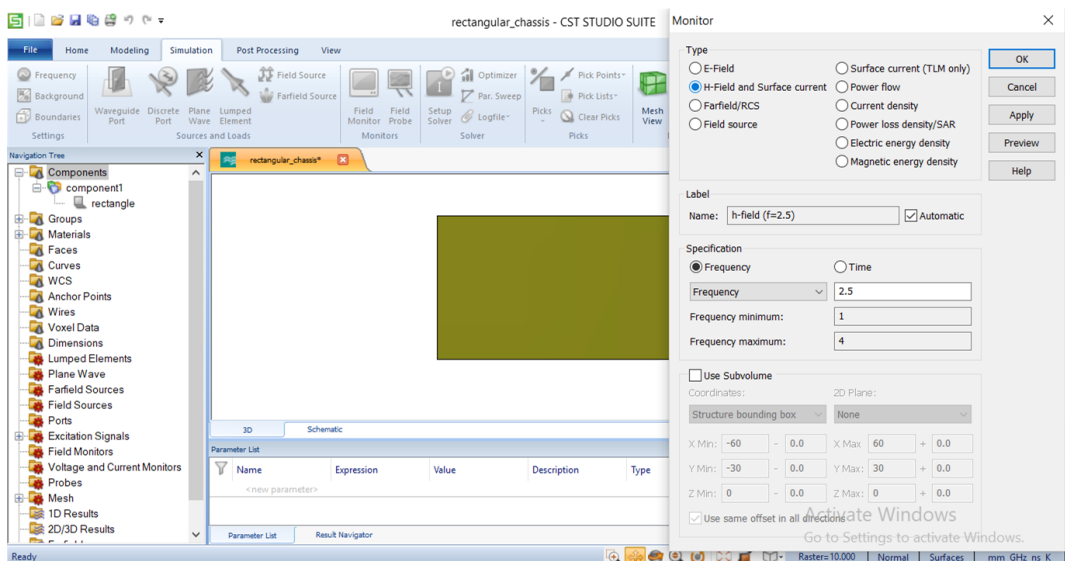 rectangular_chassis - CST STUDIO SUITE
File Home Modeling Simulation Post Processing View
Frequency
Background
Boundaries
Settings
Waveguide Port
Discrete Port
Plane Wave
Lumped Element
Field Source
Farfield Source
Sources and Loads
Field Monitor
Field Probe
Monitors
Setup Solver
Optimizer
Par. Sweep
Logfile
Solver
Picks
Pick Points
Pick Lists
Clear Picks
Picks
Mesh View
Navigation Tree
Components
component1
rectangle
Groups
Materials
Faces
Curves
WCS
Anchor Points
Wires
Voxel Data
Dimensions
Lumped Elements
Plane Wave
Farfield Sources
Field Sources
Ports
Excitation Signals
Field Monitors
Voltage and Current Monitors
Probes
Mesh
1D Results
2D/3D Results
rectangular_chassis*
3D Schematic
Parameter List
Name Expression Value Description Type
<new parameter>
Parameter List Result Navigator
Monitor
Type
E-Field
H-Field and Surface current
Farfield/RCS
Field source
Surface current (TLM only)
Power flow
Current density
Power loss density/SAR
Electric energy density
Magnetic energy density
OK
Cancel
Apply
Preview
Help
Label
Name: h-field (f=2.5) Automatic
Specification
Frequency Time
Frequency 2.5
Frequency minimum: 1
Frequency maximum: 4
Use Subvolume
Coordinates: 2D Plane:
Structure bounding box None
X Min: -60 - 0.0 X Max 60 + 0.0
Y Min: -30 - 0.0 Y Max: 30 + 0.0
Z Min: 0 - 0.0 Z Max: 0 + 0.0
Use same offset in all directions
Activate Windows
Go to Settings to activate Windows.
Ready Raster=10.000 Normal Surfaces mm GHz ns K